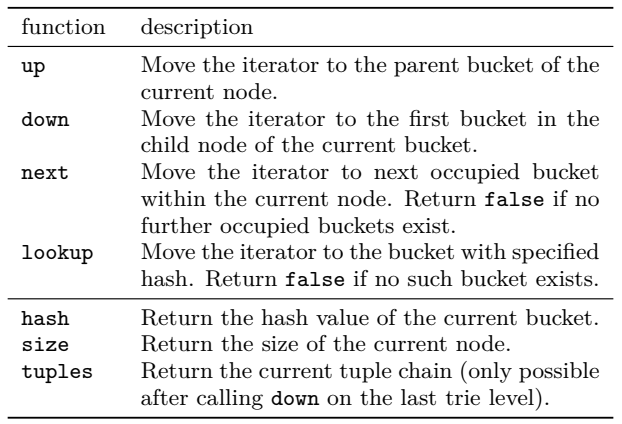 function description
up Move the iterator to the parent bucket of the
current node.
down Move the iterator to the first bucket in the
child node of the current bucket.
next Move the iterator to next occupied bucket
within the current node. Return false if no
further occupied buckets exist.
lookup Move the iterator to the bucket with specified
hash. Return false if no such bucket exists.
hash Return the hash value of the current bucket.
size Return the size of the current node.
tuples Return the current tuple chain (only possible
after calling down on the last trie level).